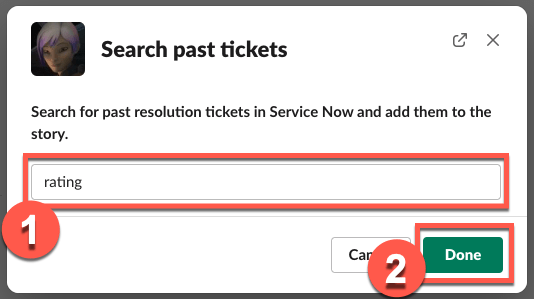 Search past tickets
Search for past resolution tickets in Service Now and add them to the
story.
rating
1
2
Done